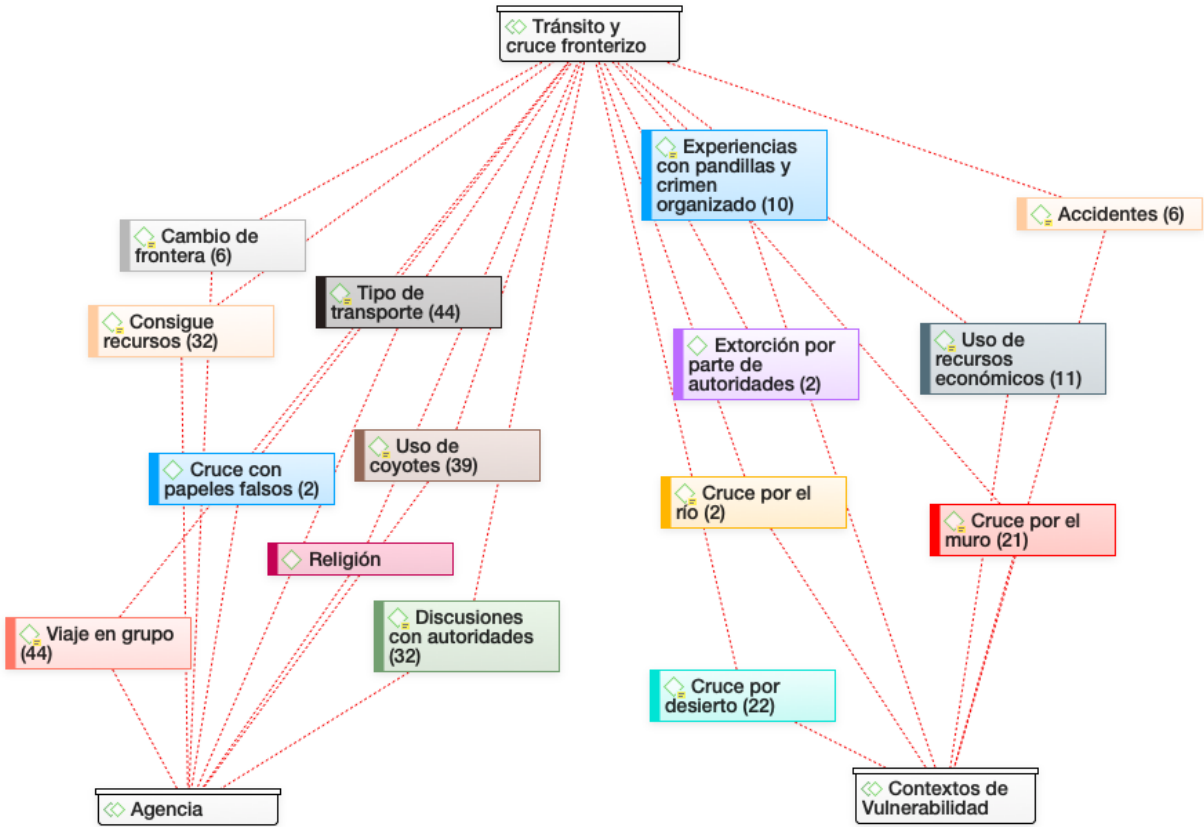 Tránsito y
cruce fronterizo
Experiencias
con pandillas y
crimen
organizado (10)
Accidentes (6)
Cambio de
frontera (6)
Tipo de
transporte (44)
Consigue
recursos (32)
Extorción por
parte de
autoridades (2)
Uso de
recursos
económicos (11)
Uso de
coyotes (39)
Cruce con
papeles falsos (2)
Cruce por el
río (2)
Cruce por el
muro (21)
Religión
Viaje en grupo
(44)
Discusiones
con autoridades
(32)
Cruce por
desierto (22)
Agencia
Contextos de
Vulnerabilidad